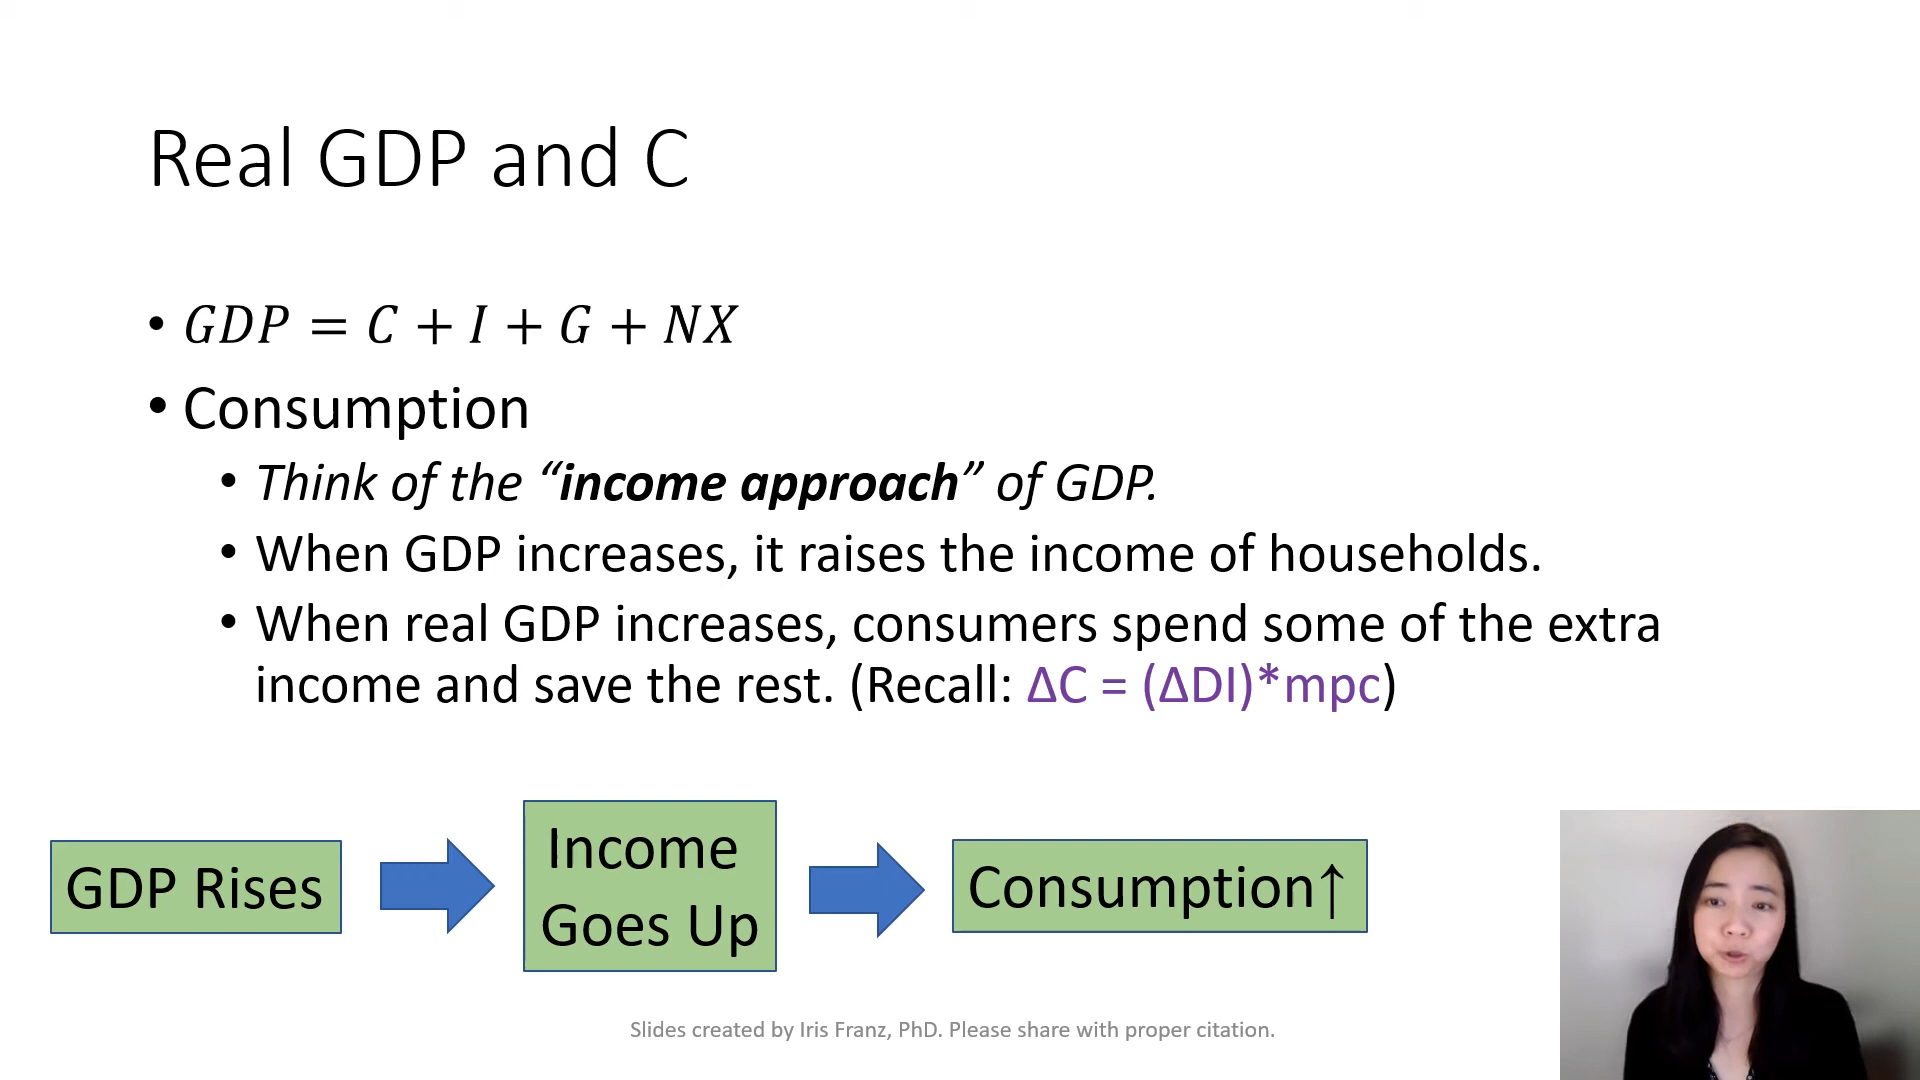 Real GDP and C
• GDP = C + I + G + NX
• Consumption
• Think of the “income approach” of GDP.
• When GDP increases, it raises the income of households.
• When real GDP increases, consumers spend some of the extra
income and save the rest. (Recall: ΔC = (ΔDI)*mpc)
GDP Rises
Income
Goes Up
Consumption↑
Slides created by Iris Franz, PhD. Please share with proper citation.